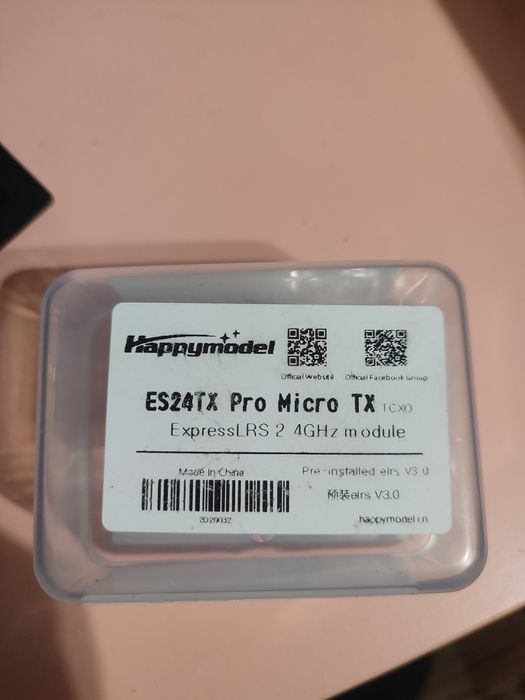 Happymodel
Official Website
Official Facebook Group
ES24TX Pro Micro TX TCXO
ExpressLRS 2.4GHz module
Made in China
Pre-installed elrs V3.0
预装elrs V3.0
2D29032
happymodel.cn